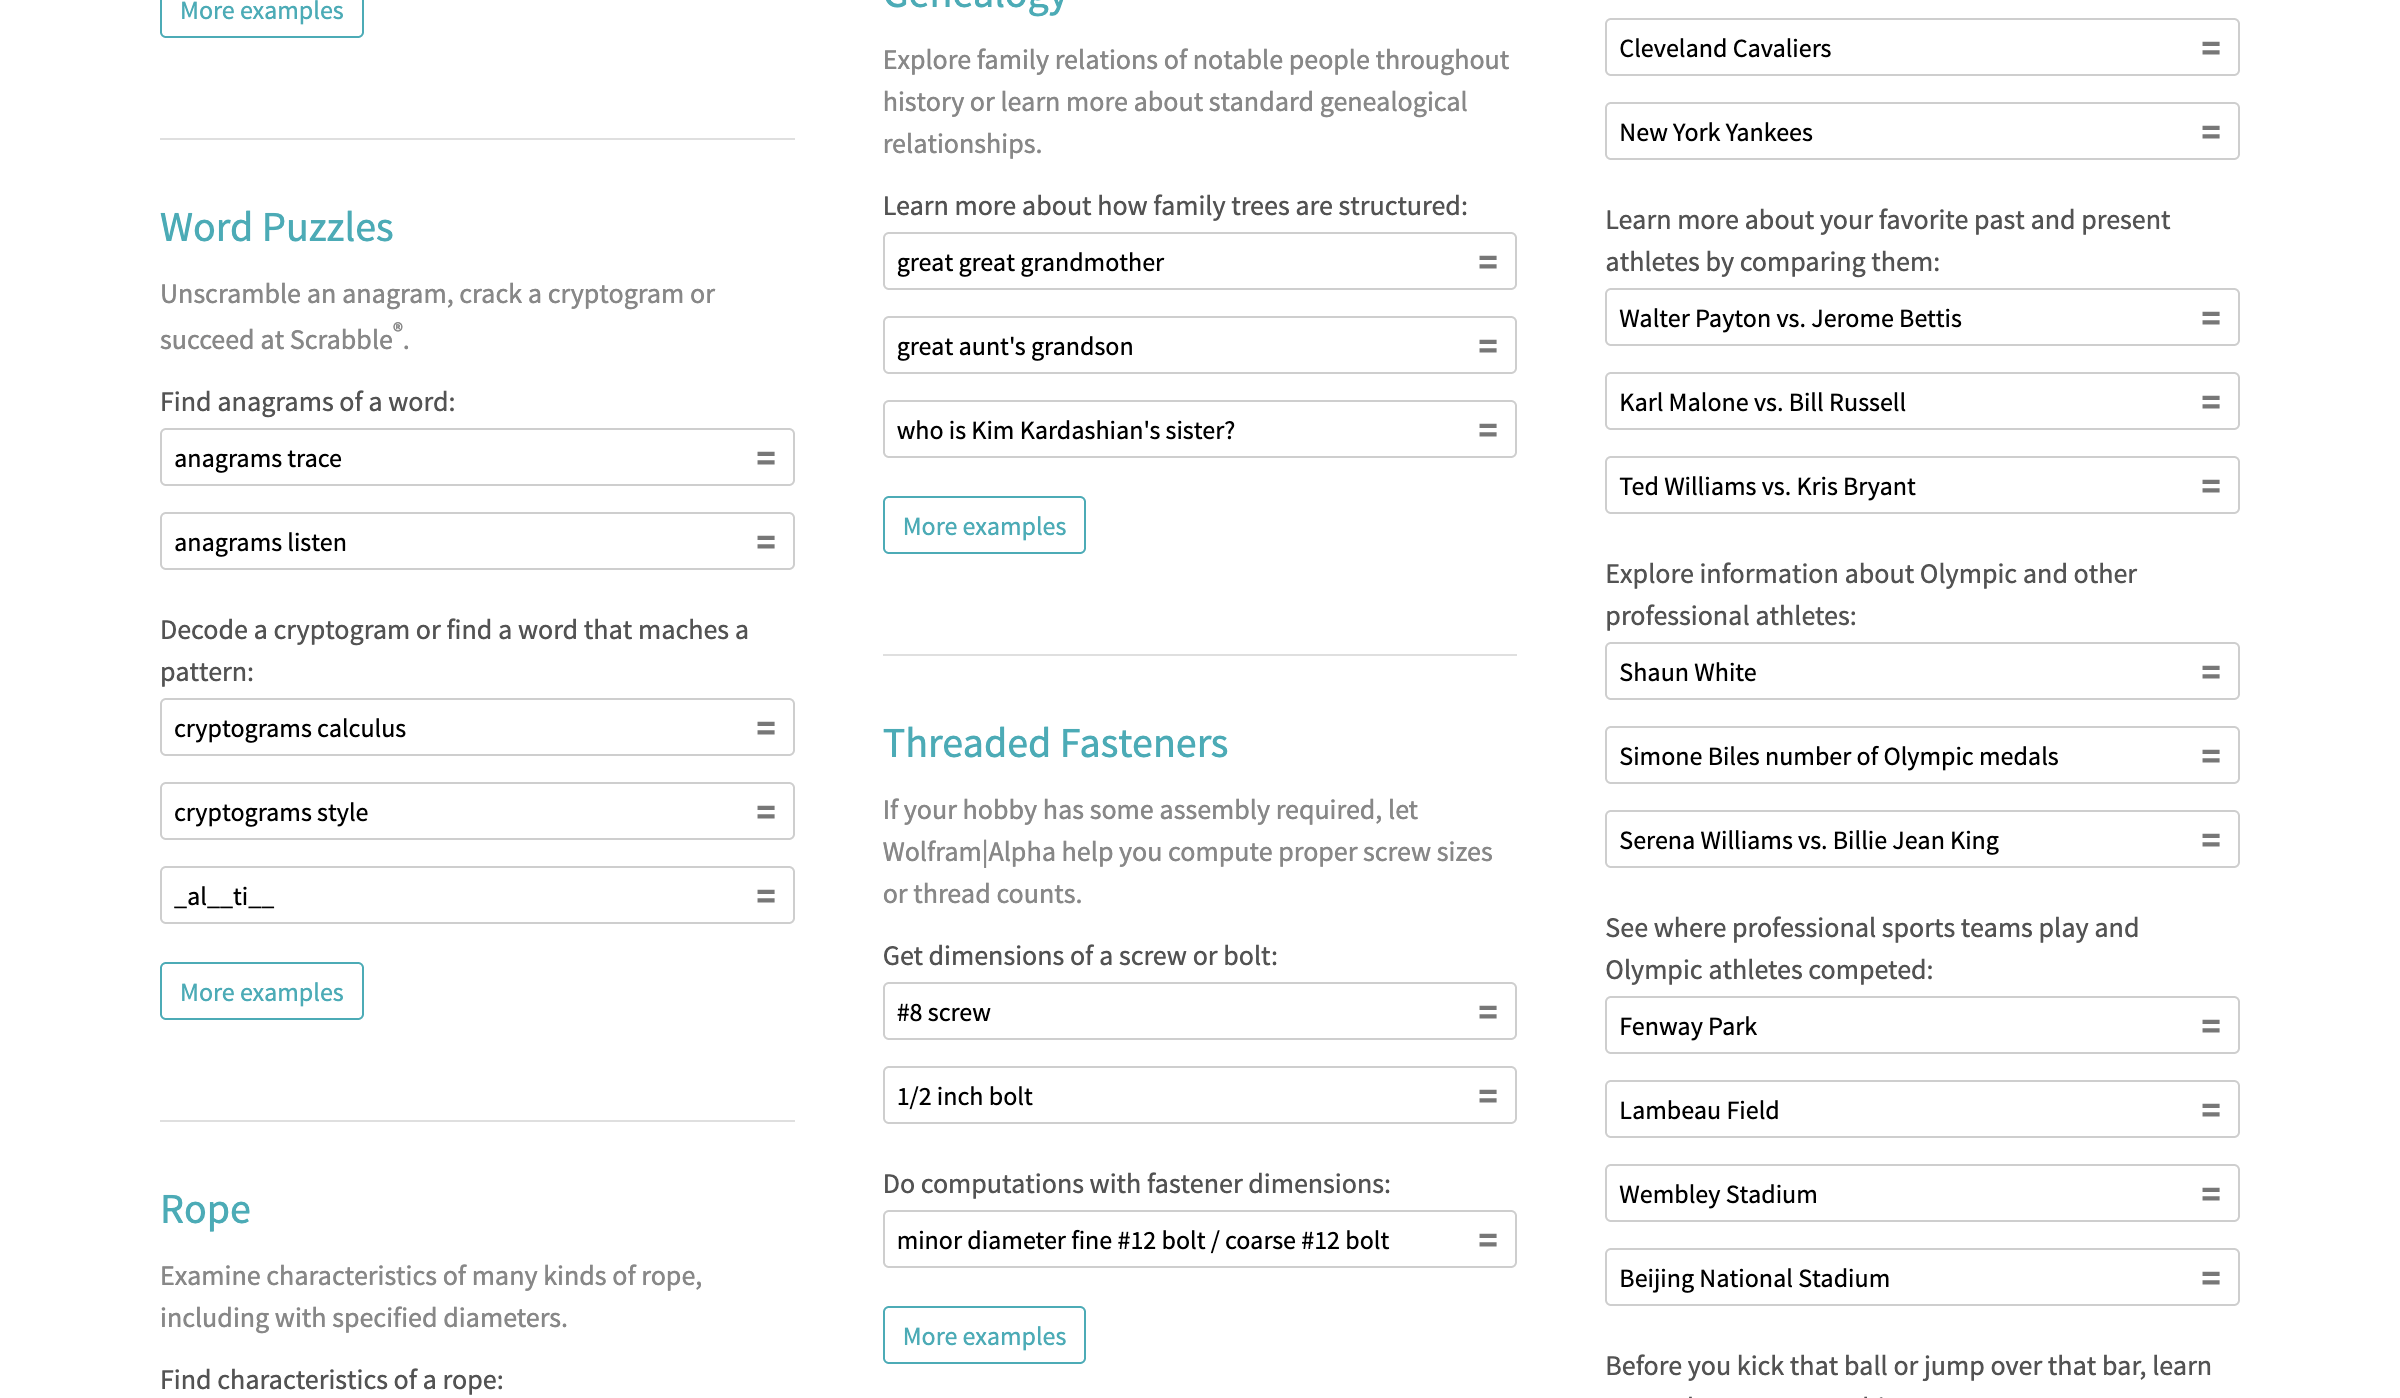 More examples
Word Puzzles
Unscramble an anagram, crack a cryptogram or
succeed at Scrabble®.
Find anagrams of a word:
anagrams trace
anagrams listen
Decode a cryptogram or find a word that maches a
pattern:
cryptograms calculus
cryptograms style
_al__ti__
More examples
Rope
Examine characteristics of many kinds of rope,
including with specified diameters.
Find characteristics of a rope:
Genealogy
Explore family relations of notable people throughout
history or learn more about standard genealogical
relationships.
Learn more about how family trees are structured:
great great grandmother
great aunt's grandson
who is Kim Kardashian's sister?
More examples
Threaded Fasteners
If your hobby has some assembly required, let
Wolfram|Alpha help you compute proper screw sizes
or thread counts.
Get dimensions of a screw or bolt:
#8 screw
1/2 inch bolt
Do computations with fastener dimensions:
minor diameter fine #12 bolt / coarse #12 bolt
More examples
Cleveland Cavaliers
New York Yankees
Learn more about your favorite past and present
athletes by comparing them:
Walter Payton vs. Jerome Bettis
Karl Malone vs. Bill Russell
Ted Williams vs. Kris Bryant
Explore information about Olympic and other
professional athletes:
Shaun White
Simone Biles number of Olympic medals
Serena Williams vs. Billie Jean King
See where professional sports teams play and
Olympic athletes competed:
Fenway Park
Lambeau Field
Wembley Stadium
Beijing National Stadium
Before you kick that ball or jump over that bar, learn